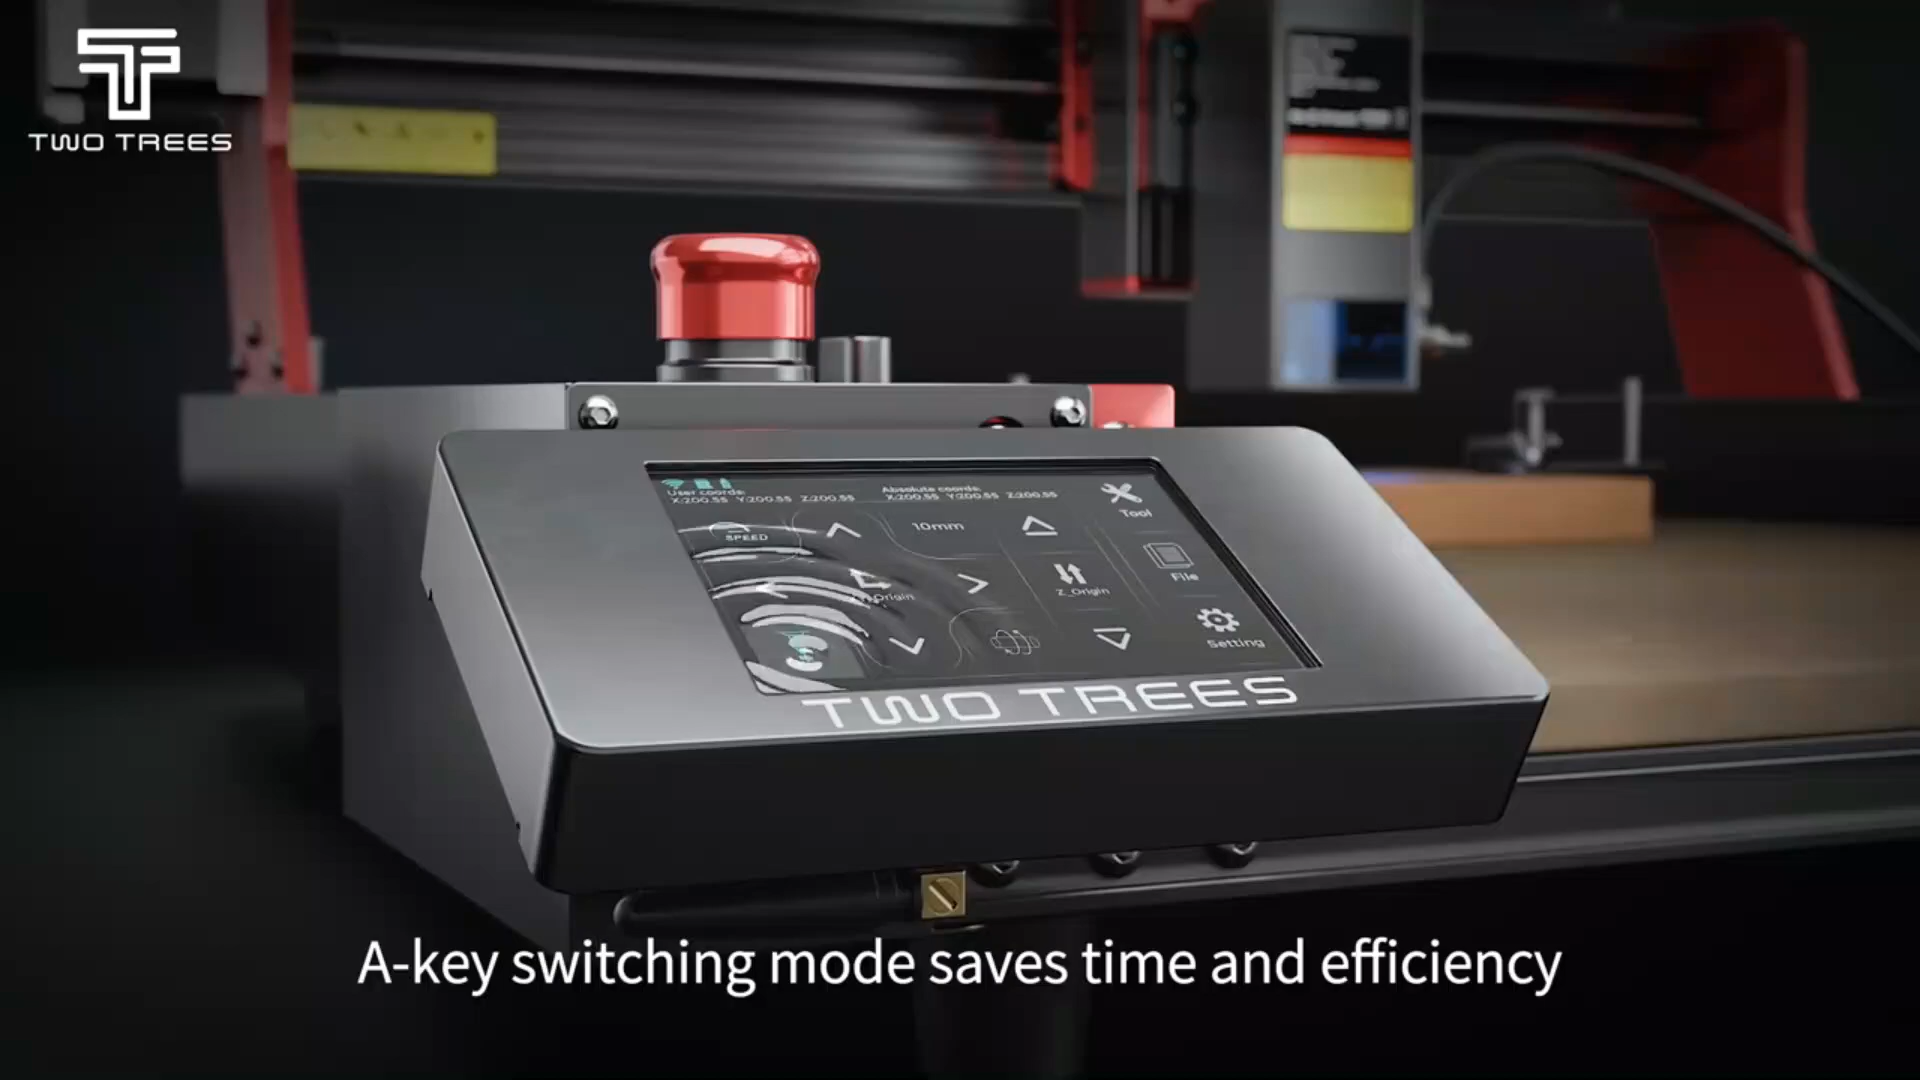 TWO TREES
User coords:
X:200.55 Y:200.55 Z:200.55
Absolute coords:
X:200.55 Y:200.55 Z:200.55
Tool
SPEED
10mm
File
Z_Origin
Setting
TWO TREES
A-key switching mode saves time and efficiency